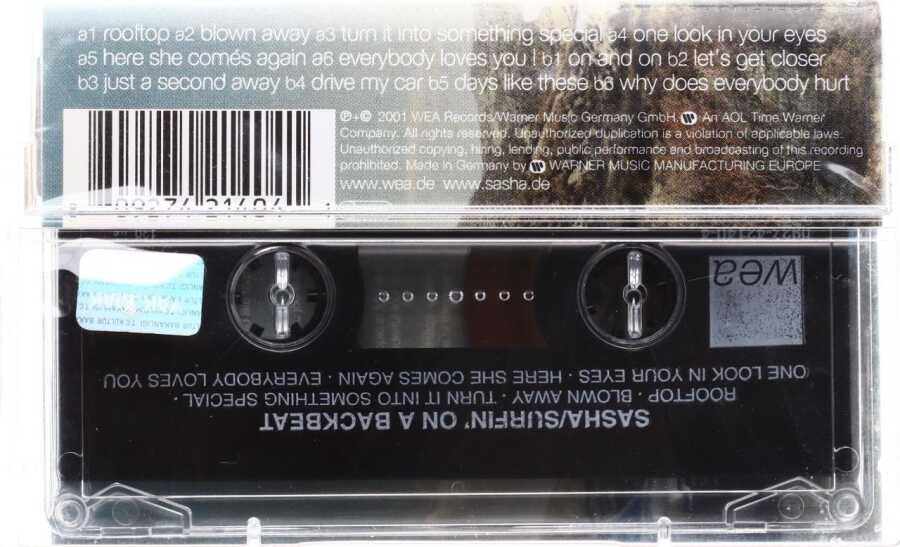 a1 rooftop a2 blown away a3 turn it into something special a4 one look in your eyes
a5 here she comés again a6 everybody loves you ! b1 on and on b2 let's get closer
b3 just a second away b4 drive my car b5 days like these b6 why does everybody hurt
℗+© 2001 WEA Records/Warner Music Germany GmbH. An AOL Time Warner
Company. All rights reserved. Unauthorized duplication is a violation of applicable laws.
Unauthorized copying, hiring, lending, public performance and broadcasting of this recording
prohibited. Made in Germany by WARNER MUSIC MANUFACTURING EUROPE
www.wea.de www.sasha.de
wea
ONE LOOK IN YOUR EYES · HERE SHE COMES AGAIN · EVERYBODY LOVES YOU
ROOFTOP · BLOWN AWAY · TURN IT INTO SOMETHING SPECIAL ·
SASHA/SURFIN' ON A BACKBEAT